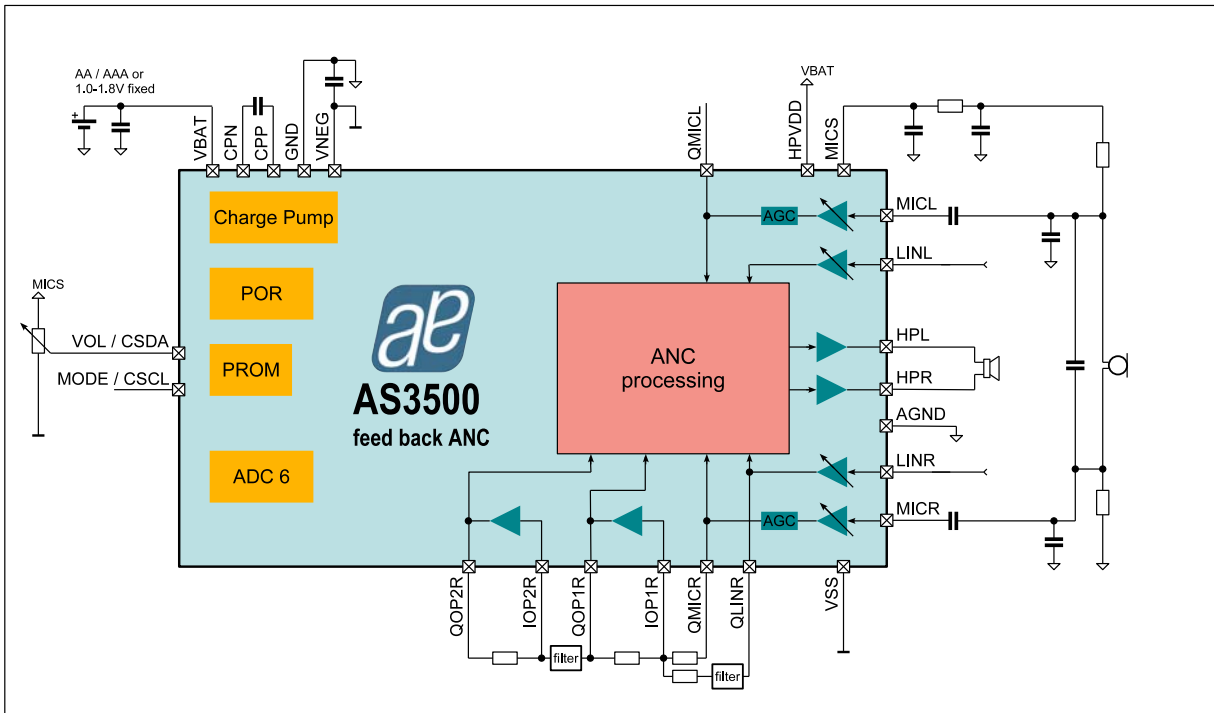 AA / AAA or
1.0-1.8V fixed
VBAT
CPN
CPP
GND
VNEG
QMICL
VBAT
HPVDD
MICS
Charge Pump
POR
PROM
ADC 6
MICS
VOL / CSDA
MODE / CSCL
ae
AS3500
feed back ANC
ANC
processing
AGC
MICL
LINL
HPL
HPR
AGND
LINR
AGC
MICR
QOP2R
IOP2R
QOP1R
IOP1R
QMICR
QLINR
VSS
filter
filter